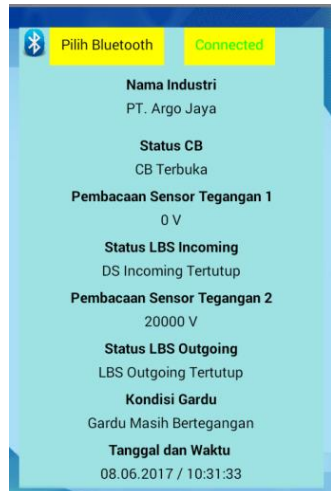 Pilih Bluetooth Connected
Nama Industri
PT. Argo Jaya
Status CB
CB Terbuka
Pembacaan Sensor Tegangan 1
0 V
Status LBS Incoming
DS Incoming Tertutup
Pembacaan Sensor Tegangan 2
20000 V
Status LBS Outgoing
LBS Outgoing Tertutup
Kondisi Gardu
Gardu Masih Bertegangan
Tanggal dan Waktu
08.06.2017 / 10:31:33